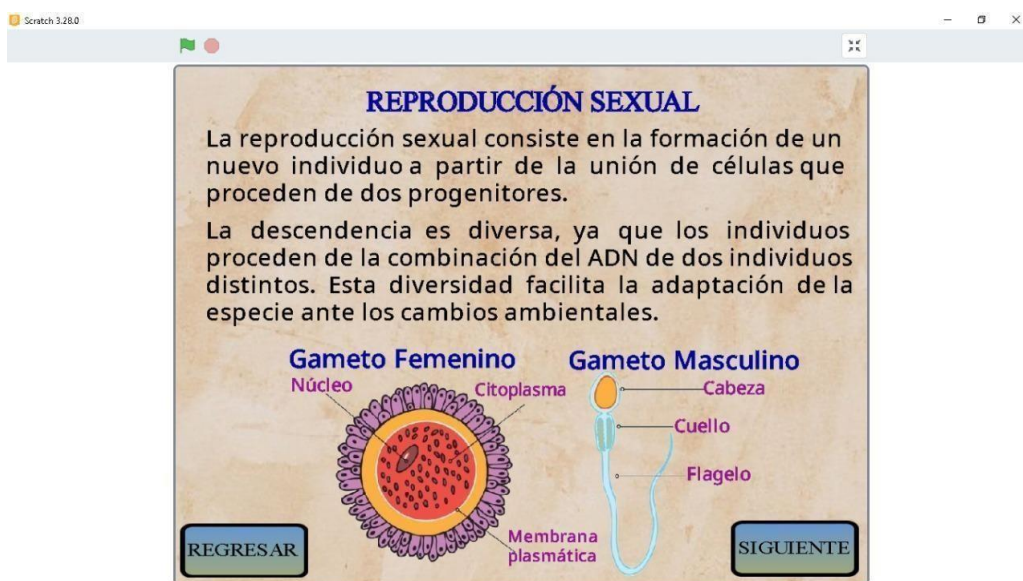 Scratch 3.28.0
REPRODUCCIÓN SEXUAL
La reproducción sexual consiste en la formación de un
nuevo individuo a partir de la unión de células que
proceden de dos progenitores.
La descendencia es diversa, ya que los individuos
proceden de la combinación del ADN de dos individuos
distintos. Esta diversidad facilita la adaptación de la
especie ante los cambios ambientales.
Gameto Femenino
Núcleo
Citoplasma
Membrana
plasmática
Gameto Masculino
Cabeza
Cuello
Flagelo
REGRESAR
SIGUIENTE